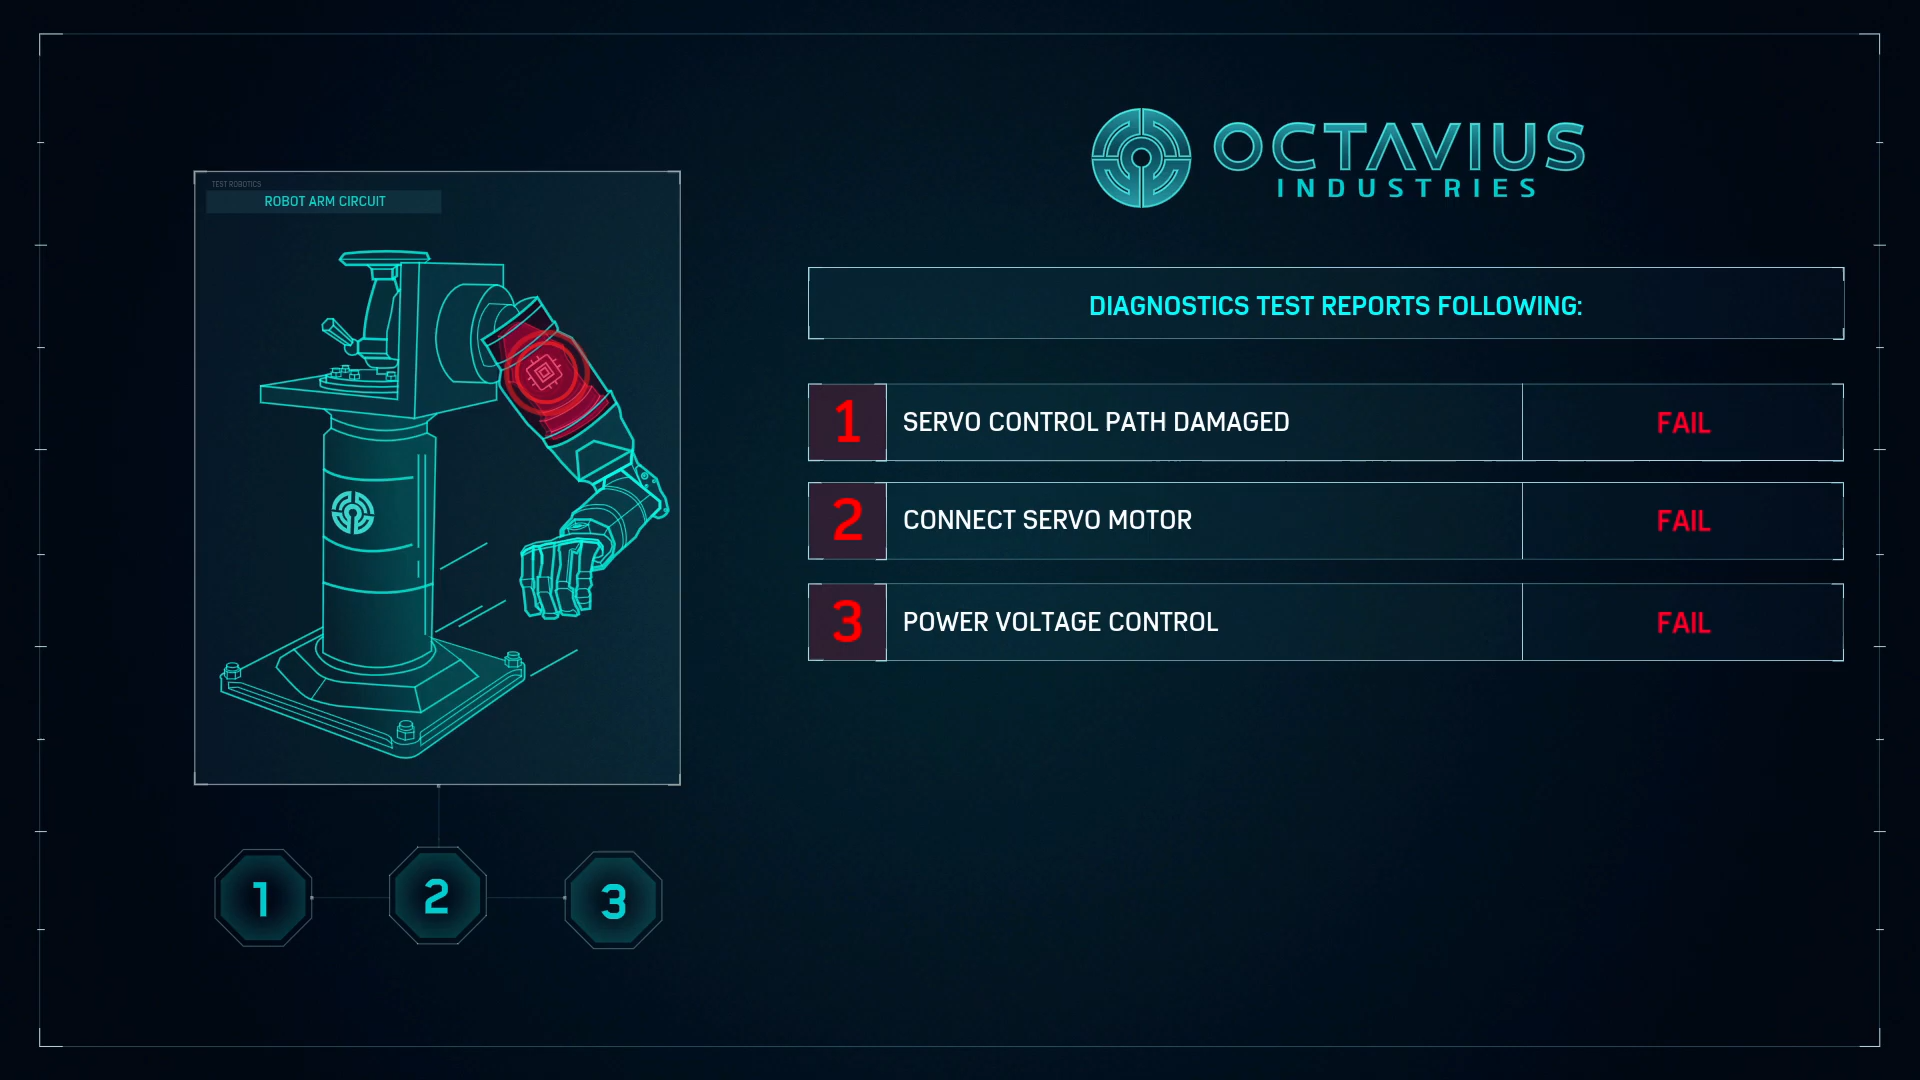 OCTAVIUS
INDUSTRIES
TEST ROBOTICS
ROBOT ARM CIRCUIT
DIAGNOSTICS TEST REPORTS FOLLOWING:
1 SERVO CONTROL PATH DAMAGED FAIL
2 CONNECT SERVO MOTOR FAIL
3 POWER VOLTAGE CONTROL FAIL
1 2 3